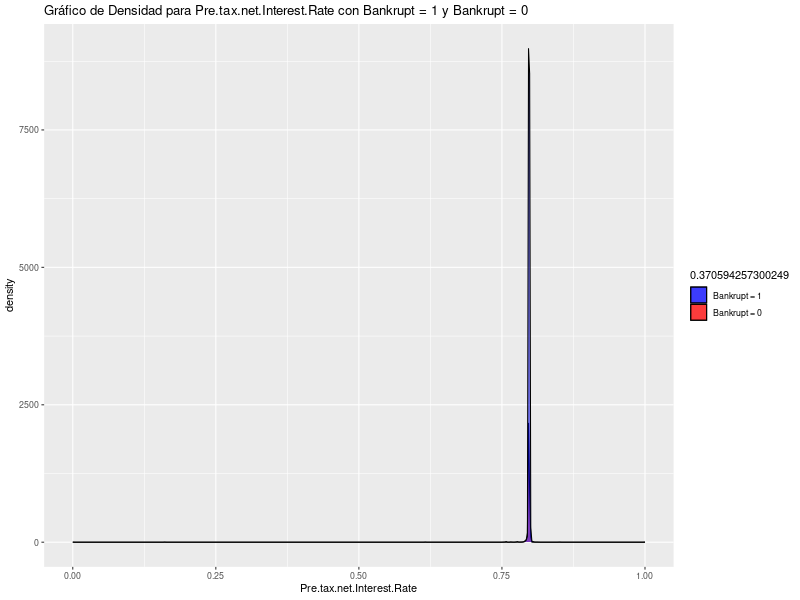 Gráfico de Densidad para Pre.tax.net.Interest.Rate con Bankrupt = 1 y Bankrupt = 0
7500
5000
2500
0
density
0.00
0.25
0.50
0.75
1.00
Pre.tax.net.Interest.Rate
0.370594257300249
Bankrupt = 1
Bankrupt = 0